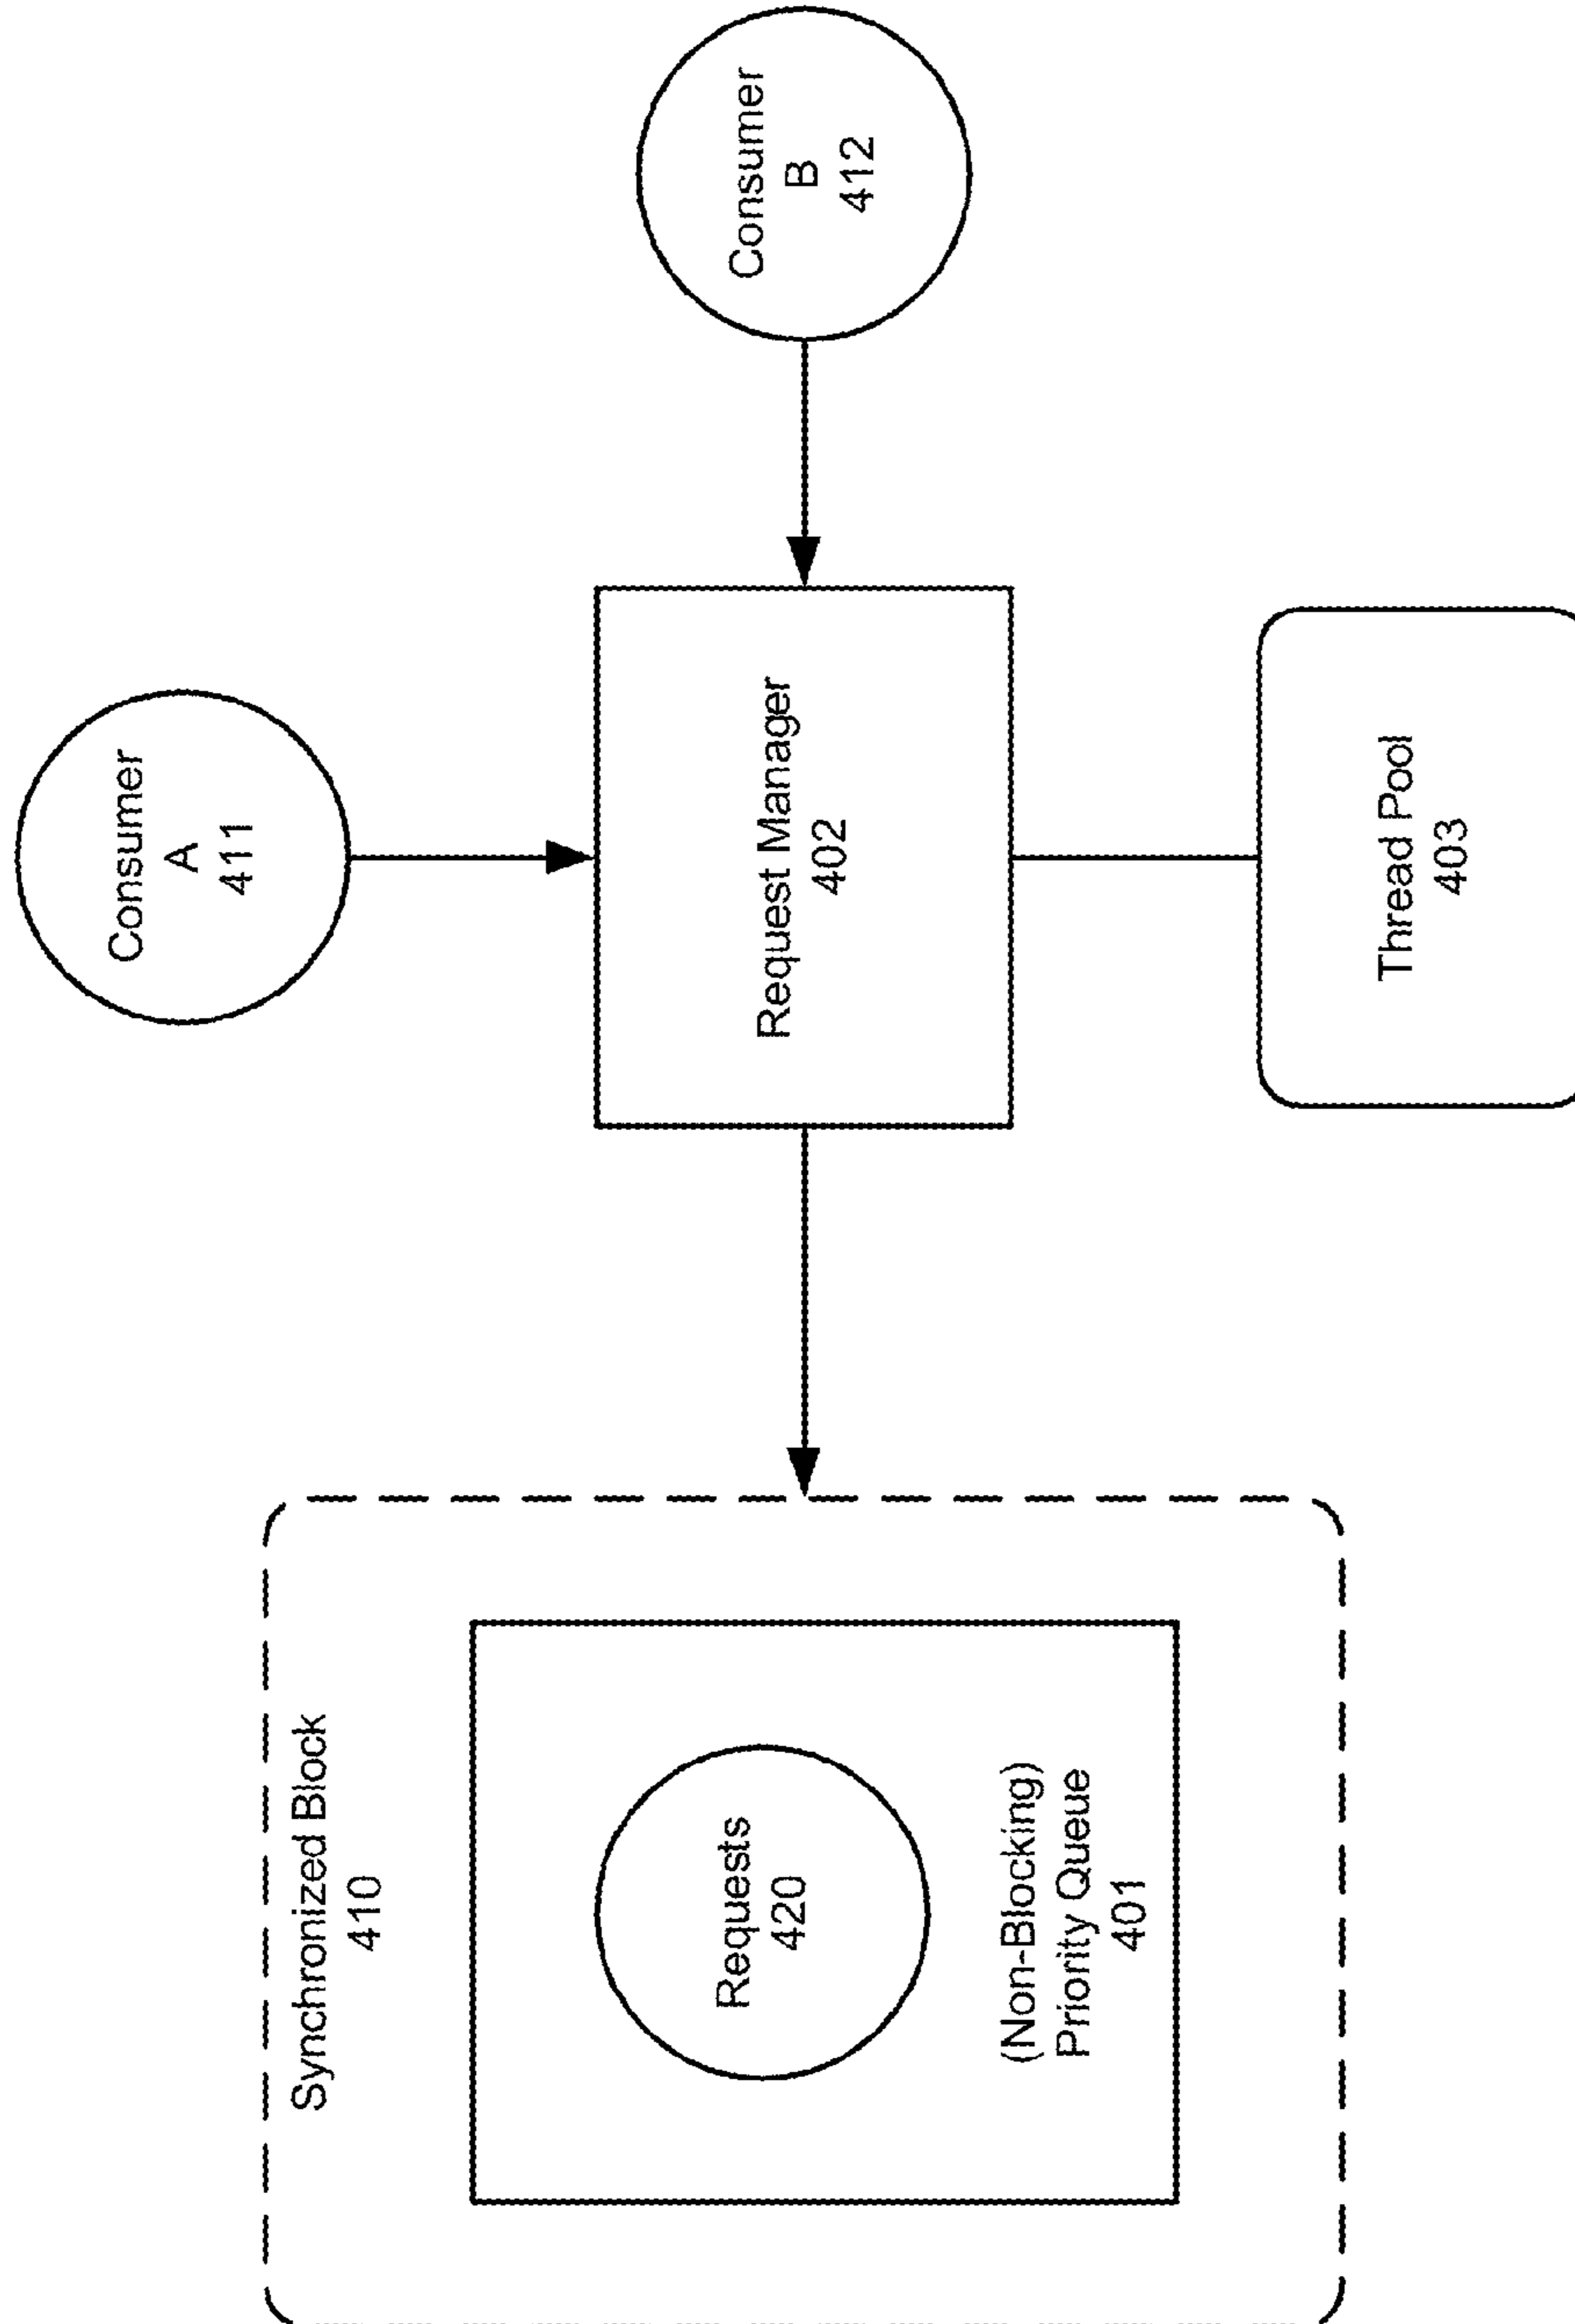 Synchronized Block
410
Requests
420
(Non-Blocking)
Priority Queue
401
Consumer
A
411
Request Manager
402
Thread Pool
403
Consumer
B
412